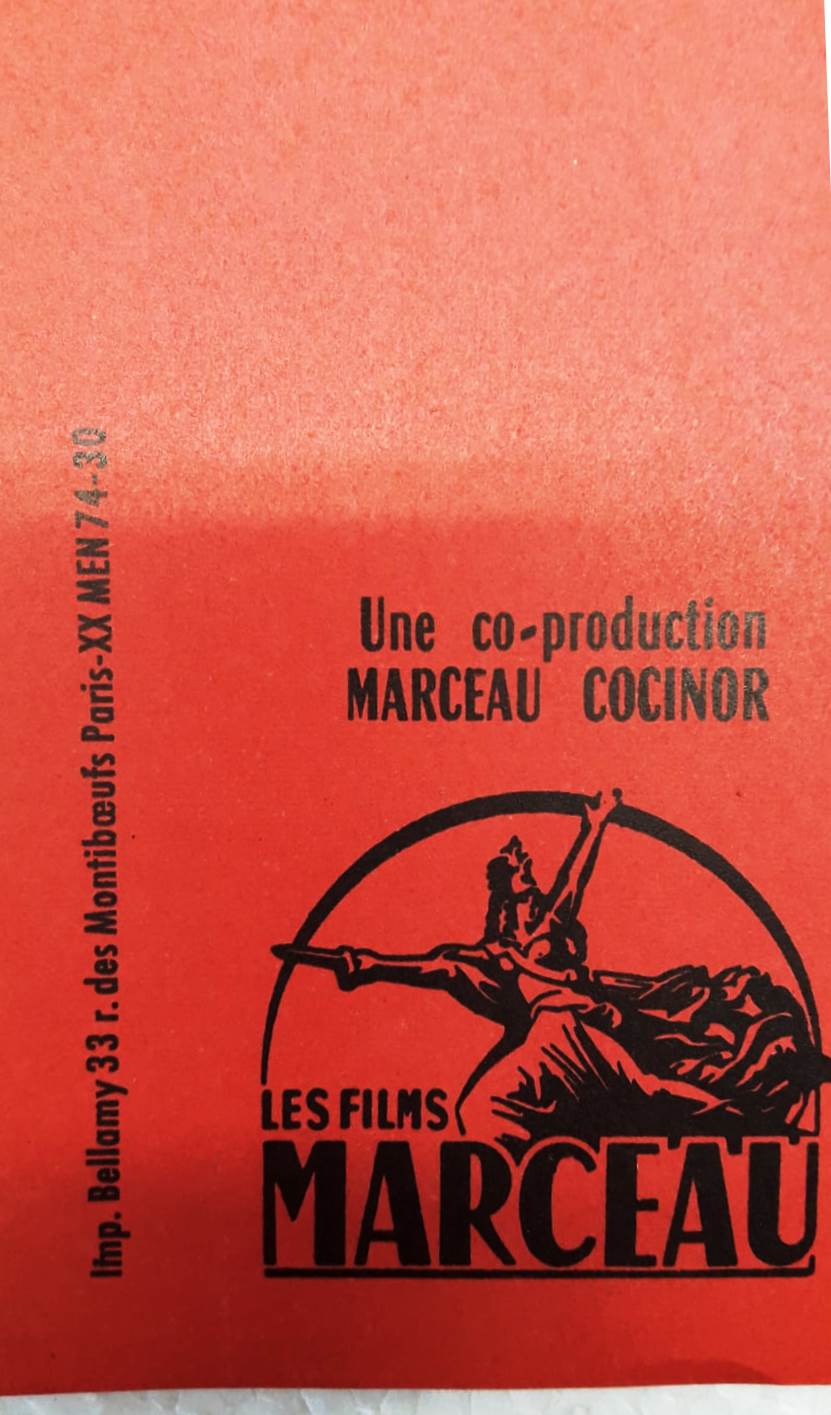 Une co-production
MARCEAU COCINOR
LES FILMS
MARCEAU
Imp. Bellamy 33 r. des Montibœufs Paris-XX MEN 74-30